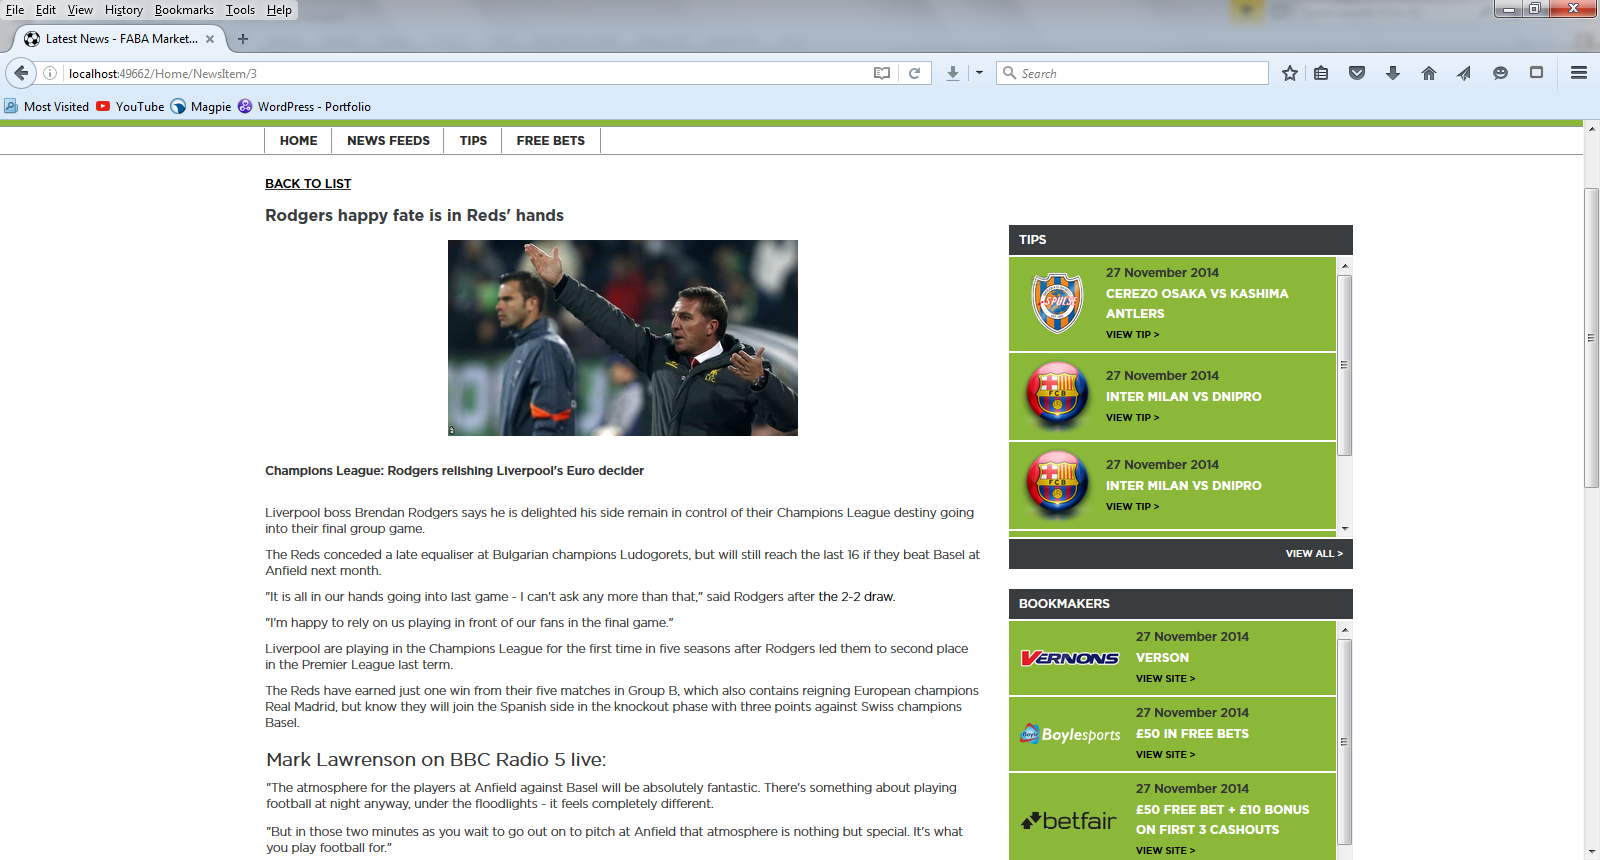 File Edit View History Bookmarks Tools Help
Latest News - FABA Market...
localhost:49662/Home/NewsItem/3
Search
Most Visited YouTube Magpie WordPress - Portfolio
HOME NEWS FEEDS TIPS FREE BETS
BACK TO LIST
Rodgers happy fate is in Reds' hands
Champions League: Rodgers relishing Liverpool's Euro decider
Liverpool boss Brendan Rodgers says he is delighted his side remain in control of their Champions League destiny going
into their final group game.
The Reds conceded a late equaliser at Bulgarian champions Ludogorets, but will still reach the last 16 if they beat Basel at
Anfield next month.
"It is all in our hands going into last game - I can't ask any more than that," said Rodgers after the 2-2 draw.
"I'm happy to rely on us playing in front of our fans in the final game."
Liverpool are playing in the Champions League for the first time in five seasons after Rodgers led them to second place
in the Premier League last term.
The Reds have earned just one win from their five matches in Group B, which also contains reigning European champions
Real Madrid, but know they will join the Spanish side in the knockout phase with three points against Swiss champions
Basel.
Mark Lawrenson on BBC Radio 5 live:
"The atmosphere for the players at Anfield against Basel will be absolutely fantastic. There's something about playing
football at night anyway, under the floodlights - it feels completely different.
"But in those two minutes as you wait to go out on to pitch at Anfield that atmosphere is nothing but special. It's what
you play football for."
TIPS
S-PULSE
27 November 2014
CEREZO OSAKA VS KASHIMA
ANTLERS
VIEW TIP >
FCB
27 November 2014
INTER MILAN VS DNIPRO
VIEW TIP >
FCB
27 November 2014
INTER MILAN VS DNIPRO
VIEW TIP >
VIEW ALL >
BOOKMAKERS
VERNONS
27 November 2014
VERSON
VIEW SITE >
Boyle Boylesports
27 November 2014
£50 IN FREE BETS
VIEW SITE >
betfair
27 November 2014
£50 FREE BET + £10 BONUS
ON FIRST 3 CASHOUTS
VIEW SITE >